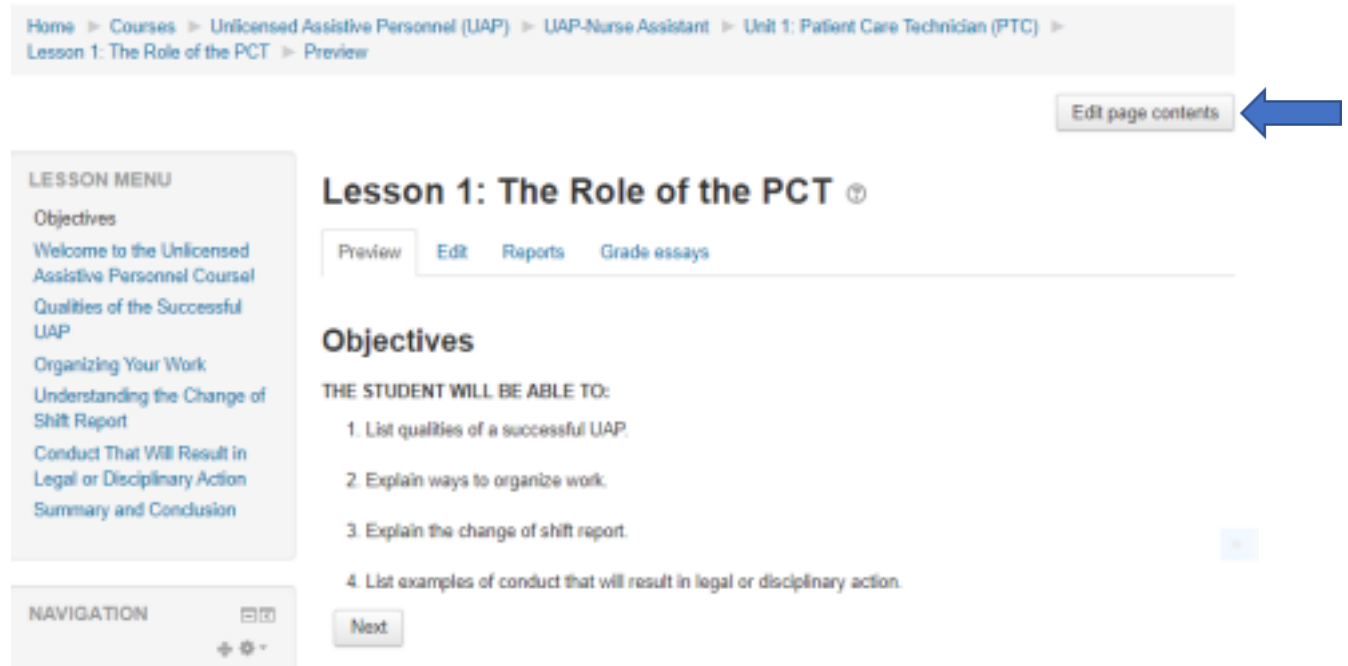 Home ► Courses ► Unlicensed Assistive Personnel (UAP) ► UAP-Nurse Assistant ► Unit 1: Patient Care Technician (PTC) ►
Lesson 1: The Role of the PCT ► Preview
Edit page contents
LESSON MENU
Objectives
Welcome to the Unlicensed
Assistive Personnel Course!
Qualities of the Successful
UAP
Organizing Your Work
Understanding the Change of
Shift Report
Conduct That Will Result in
Legal or Disciplinary Action
Summary and Conclusion
NAVIGATION
Lesson 1: The Role of the PCT
Preview Edit Reports Grade essays
Objectives
THE STUDENT WILL BE ABLE TO:
1. List qualities of a successful UAP.
2. Explain ways to organize work.
3. Explain the change of shift report.
4. List examples of conduct that will result in legal or disciplinary action.
Next